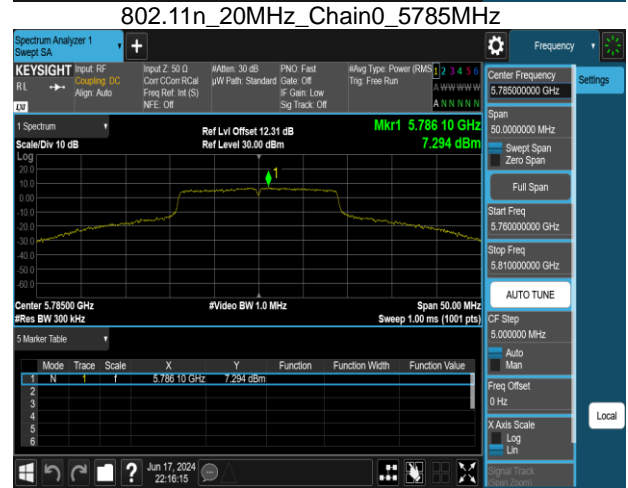 802.11n_20MHz_Chain0_5785MHz
Spectrum Analyzer 1
Swept SA
+
Frequency
KEYSIGHT
RL
LXI
Input: RF
Coupling: DC
Align: Auto
Input Z: 50 Ω
Corr CCorr RCal
Freq Ref: Int (S)
NFE: Off
#Atten: 30 dB
µW Path: Standard
PNO: Fast
Gate: Off
IF Gain: Low
Sig Track: Off
#Avg Type: Power (RMS
Trig: Free Run
1 2 3 4 5 6
A W W W W W
A N N N N N
Center Frequency
5.785000000 GHz
Settings
Span
50.0000000 MHz
Swept Span
Zero Span
Full Span
Start Freq
5.760000000 GHz
Stop Freq
5.810000000 GHz
AUTO TUNE
CF Step
5.000000 MHz
Auto
Man
Freq Offset
0 Hz
X Axis Scale
Log
Lin
Local
Signal Track
(Span Zoom)
1 Spectrum
Scale/Div 10 dB
Ref Lvl Offset 12.31 dB
Ref Level 30.00 dBm
Mkr1 5.786 10 GHz
7.294 dBm
Log
20.0
10.0
0.00
-10.0
-20.0
-30.0
-40.0
-50.0
-60.0
1
Center 5.78500 GHz
#Res BW 300 kHz
#Video BW 1.0 MHz
Span 50.00 MHz
Sweep 1.00 ms (1001 pts)
5 Marker Table
Mode Trace Scale X Y Function Function Width Function Value
1 N 1 f 5.786 10 GHz 7.294 dBm
2
3
4
5
6
?
Jun 17, 2024
22:16:15